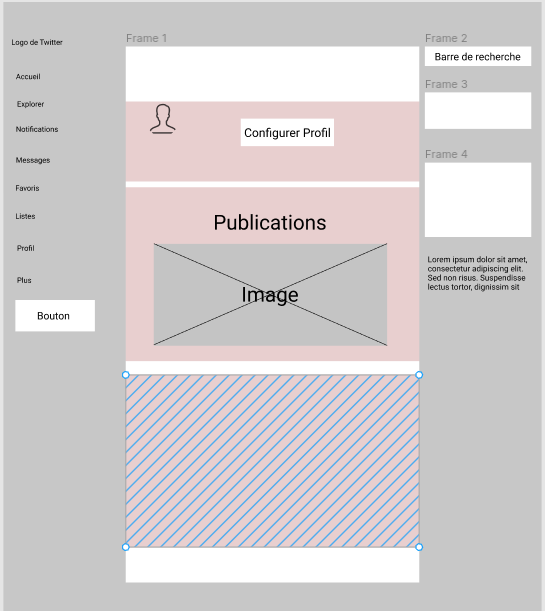 Logo de Twitter
Accueil
Explorer
Notifications
Messages
Favoris
Listes
Profil
Plus
Bouton
Frame 1
Configurer Profil
Publications
Image
Frame 2
Barre de recherche
Frame 3
Frame 4
Lorem ipsum dolor sit amet,
consectetur adipiscing elit.
Sed non risus. Suspendisse
lectus tortor, dignissim sit